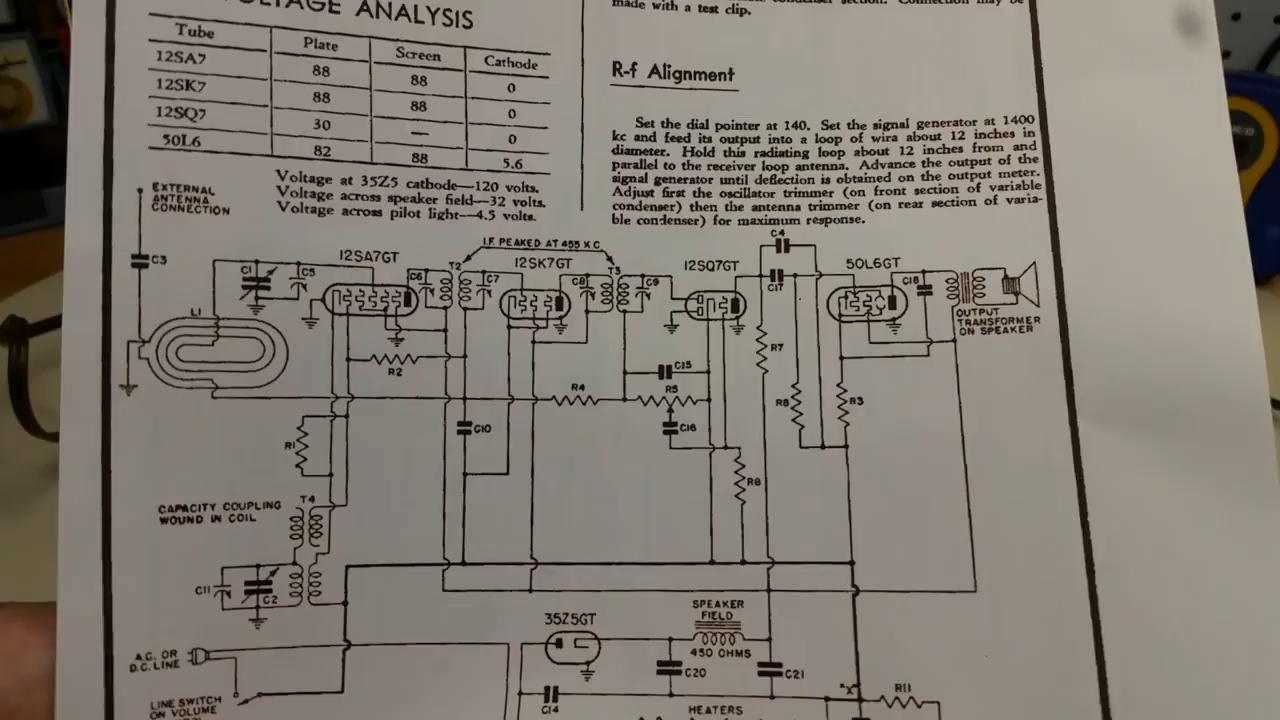 VOLTAGE ANALYSIS
Tube Plate Screen Cathode
12SA7 88 88 0
12SK7 88 88 0
12SQ7 30 — 0
50L6 82 88 5.6
Voltage at 35Z5 cathode—120 volts.
Voltage across speaker field—32 volts.
Voltage across pilot light—4.5 volts.
made with a test clip.
R-f Alignment
Set the dial pointer at 140. Set the signal generator at 1400
kc and feed its output into a loop of wira about 12 inches in
diameter. Hold this radiating loop about 12 inches from and
parallel to the receiver loop antenna. Advance the output of the
signal generator until deflection is obtained on the output meter.
Adjust first the oscillator trimmer (on front section of variable
condenser) then the antenna trimmer (on rear section of varia-
ble condenser) for maximum response.
EXTERNAL
ANTENNA
CONNECTION
I.F. PEAKED AT 455 K C
C4
12SA7GT
12SK7GT
12SQ7GT
50L6GT
C3
C1
C5
C6
T2
C7
C8
T3
C9
C17
C18
L1
OUTPUT
TRANSFORMER
ON SPEAKER
R2
C15
R7
R4
R5
R6
R3
R1
C10
C16
R8
T4
CAPACITY COUPLING
WOUND IN COIL
C11
C2
35Z5GT
SPEAKER
FIELD
450 OHMS
A.C. OR
D.C. LINE
C20
C21
LINE SWITCH
ON VOLUME
C14
HEATERS
"X"
R11